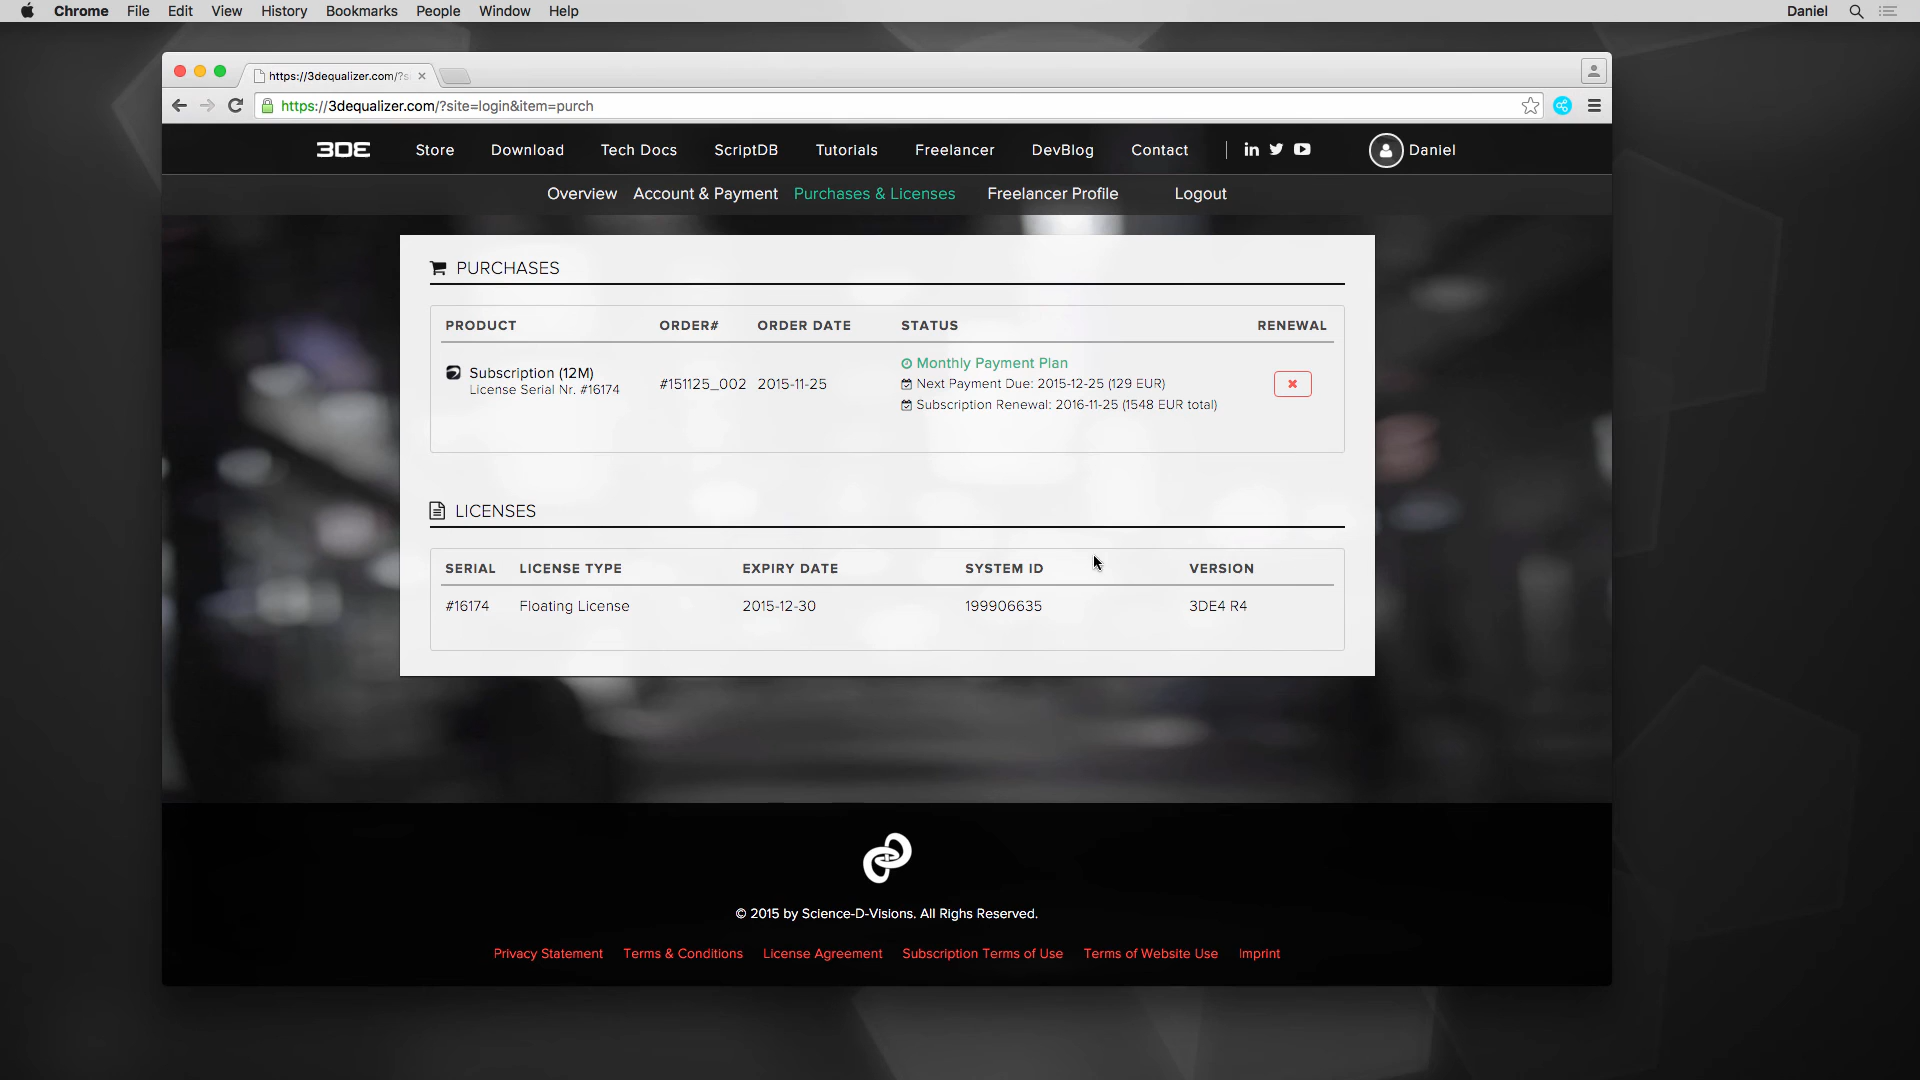 Chrome File Edit View History Bookmarks People Window Help Daniel
https://3dequalizer.com/?s
https://3dequalizer.com/?site=login&item=purch
3DE Store Download Tech Docs ScriptDB Tutorials Freelancer DevBlog Contact in Daniel
Overview Account & Payment Purchases & Licenses Freelancer Profile Logout
PURCHASES
PRODUCT ORDER# ORDER DATE STATUS RENEWAL
Monthly Payment Plan
Subscription (12M)
License Serial Nr. #16174
#151125_002 2015-11-25
Next Payment Due: 2015-12-25 (129 EUR)
Subscription Renewal: 2016-11-25 (1548 EUR total)
LICENSES
SERIAL LICENSE TYPE EXPIRY DATE SYSTEM ID VERSION
#16174 Floating License 2015-12-30 199906635 3DE4 R4
© 2015 by Science-D-Visions. All Righs Reserved.
Privacy Statement Terms & Conditions License Agreement Subscription Terms of Use Terms of Website Use Imprint